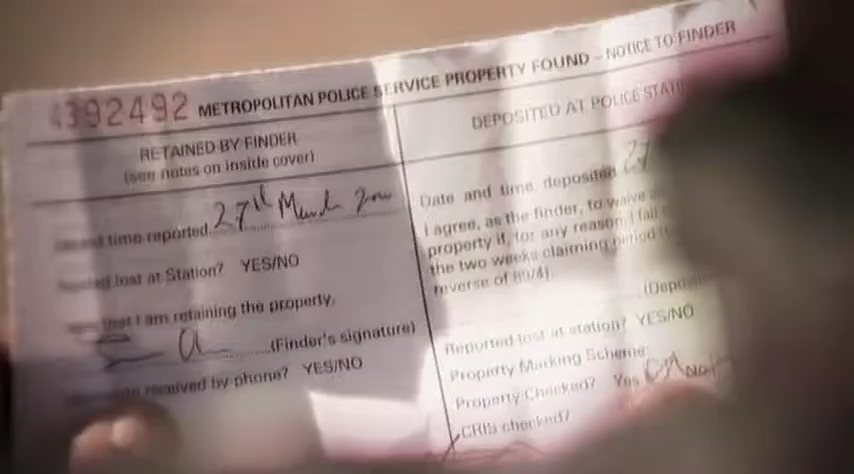 4392492 METROPOLITAN POLICE SERVICE PROPERTY FOUND – NOTICE TO FINDER
RETAINED BY FINDER
(see notes on inside cover)
time reported 27th March
lost at Station? YES/NO
that I am retaining the property.
(Finder's signature)
received by phone? YES/NO
DEPOSITED AT POLICE
Date and time deposited 27
I agree, as the finder, to waive
property if, for any reason, I fail
the two weeks claiming period
reverse of 89/4).
Reported lost at station? YES/NO
Property Marking Scheme:
Property Checked? Yes
CRIS checked?